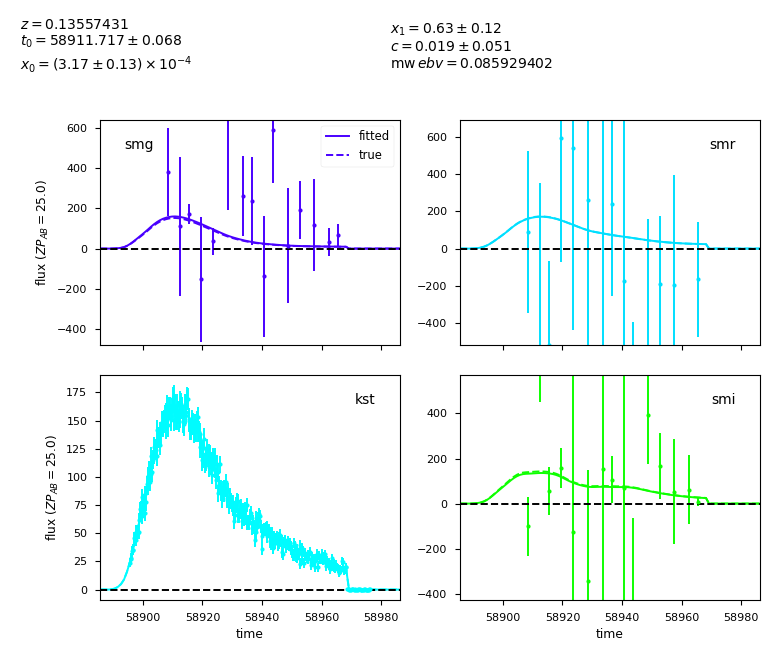 z = 0.13557431
t₀ = 58911.717 ± 0.068
x₀ = (3.17 ± 0.13) × 10⁻⁴
x₁ = 0.63 ± 0.12
c = 0.019 ± 0.051
mw ebv = 0.085929402
smg
fitted
true
flux (ZP_AB = 25.0)
600
400
200
0
−200
−400
smr
600
400
200
0
−200
−400
kst
flux (ZP_AB = 25.0)
175
150
125
100
75
50
25
0
58900 58920 58940 58960 58980
time
smi
400
200
0
−200
−400
58900 58920 58940 58960 58980
time